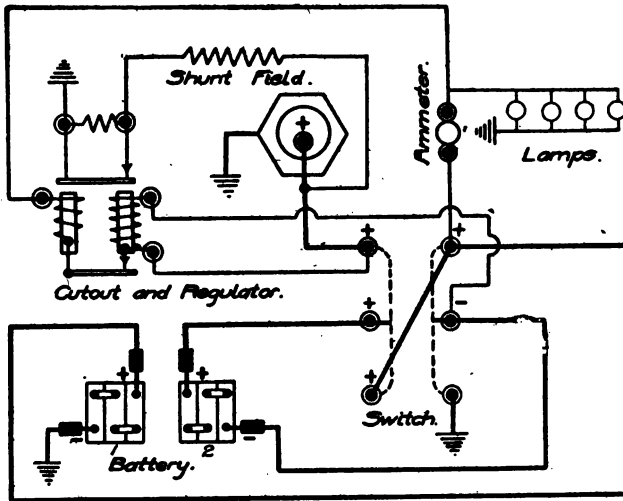 Shunt Field.
Ammeter.
Lamps.
+
+
+
Cutout and Regulator.
+
-
+
+
+
-
-
Switch.
1
2
Battery.